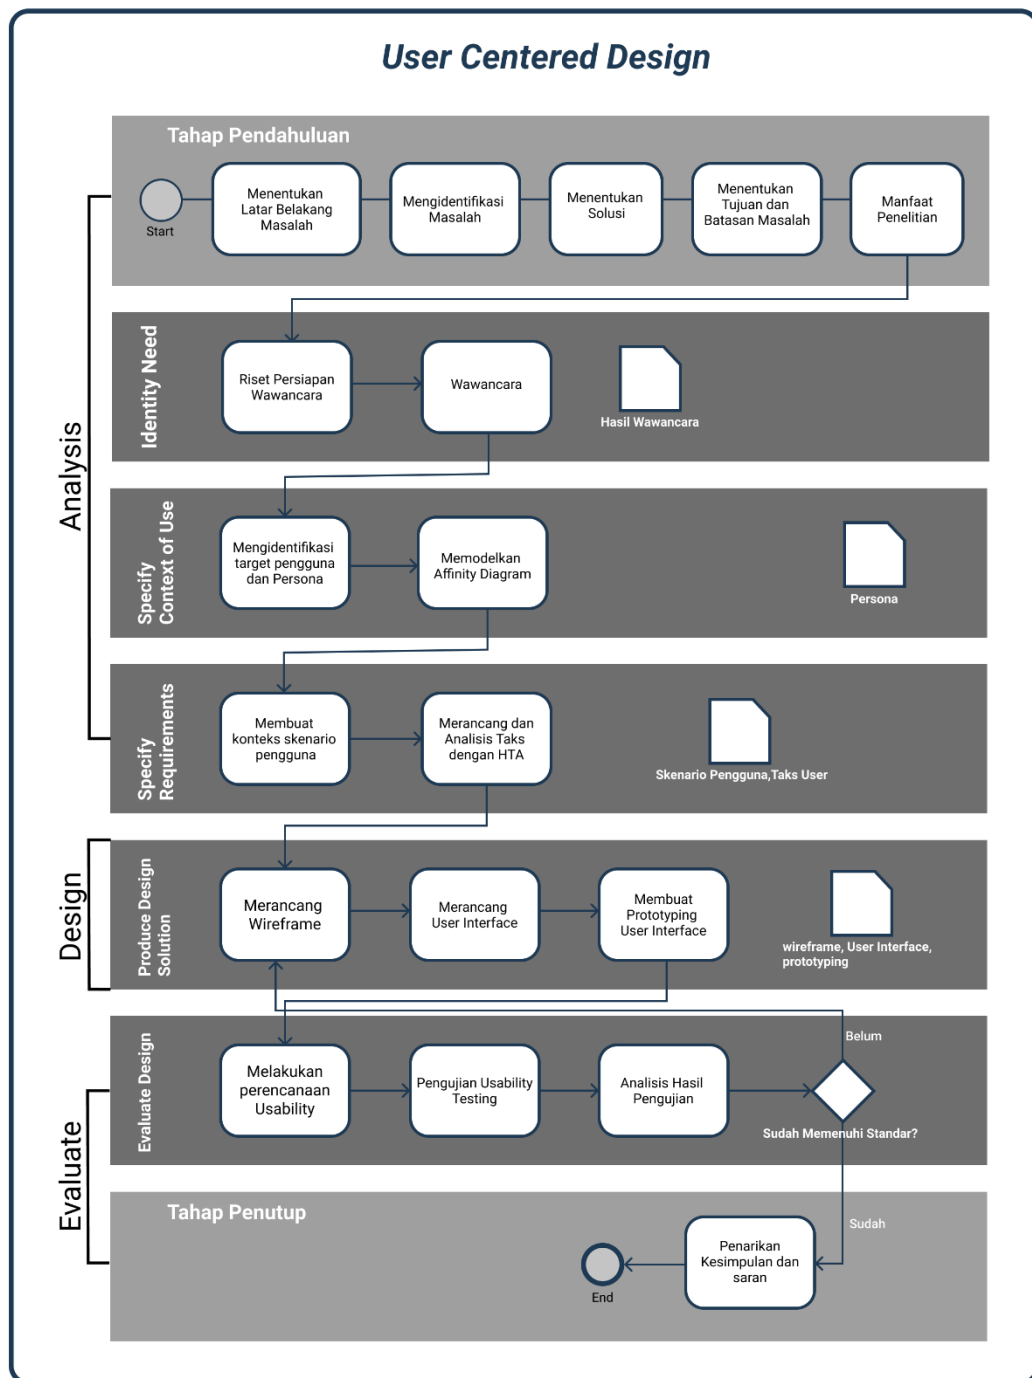 User Centered Design
Tahap Pendahuluan
Start
Menentukan
Latar Belakang
Masalah
Mengidentifikasi
Masalah
Menentukan
Solusi
Menentukan
Tujuan dan
Batasan Masalah
Manfaat
Penelitian
Analysis
Identity Need
Riset Persiapan
Wawancara
Wawancara
Hasil Wawancara
Specify
Context of Use
Mengidentifikasi
target pengguna
dan Persona
Memodelkan
Affinity Diagram
Persona
Specify
Requirements
Membuat
konteks skenario
pengguna
Merancang dan
Analisis Taks
dengan HTA
Skenario Pengguna,Taks User
Design
Produce Design
Solution
Merancang
Wireframe
Merancang
User Interface
Membuat
Prototyping
User Interface
wireframe, User Interface,
prototyping
Evaluate
Evaluate Design
Melakukan
perencanaan
Usability
Pengujian Usability
Testing
Analisis Hasil
Pengujian
Belum
Sudah Memenuhi Standar?
Sudah
Tahap Penutup
Penarikan
Kesimpulan dan
saran
End